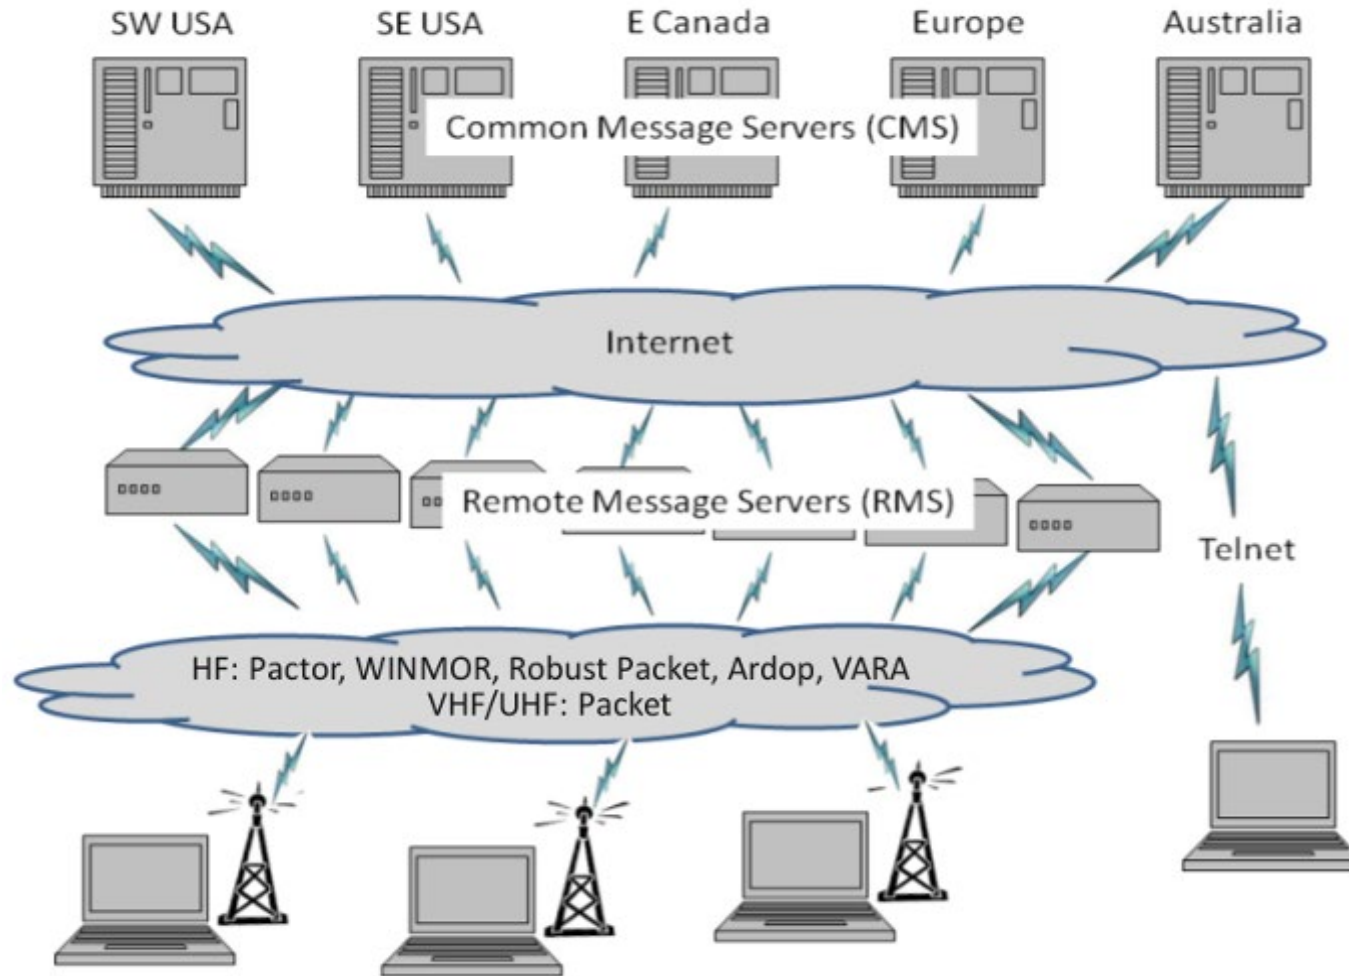 SW USA
SE USA
E Canada
Europe
Australia
Common Message Servers (CMS)
Internet
Remote Message Servers (RMS)
Telnet
HF: Pactor, WINMOR, Robust Packet, Ardop, VARA
VHF/UHF: Packet